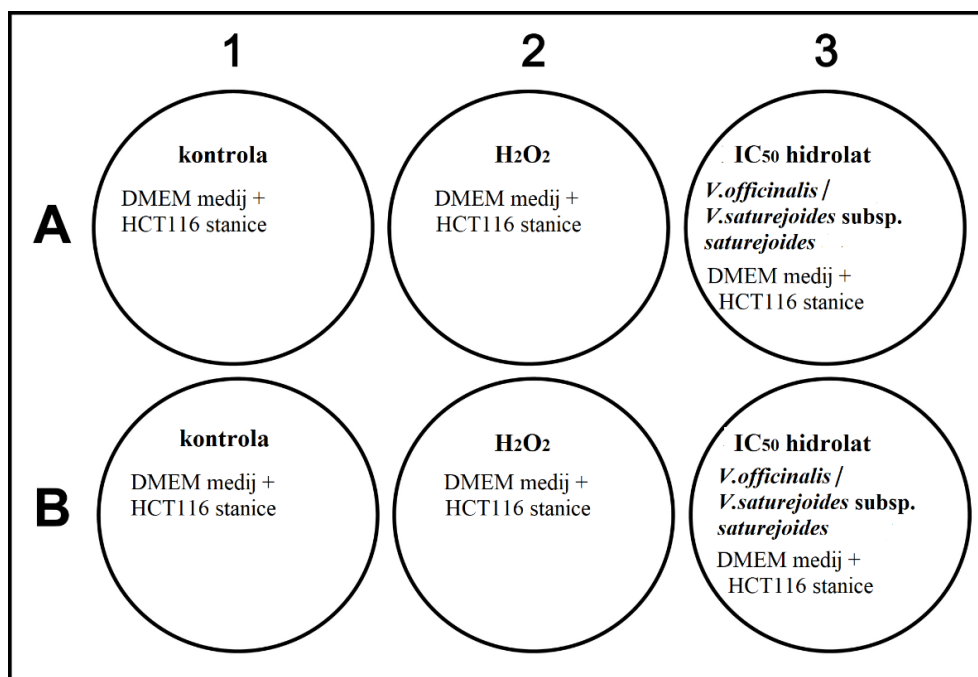 1 2 3
A
kontrola
DMEM medij +
HCT116 stanice
H2O2
DMEM medij +
HCT116 stanice
IC50 hidrolat
V.officinalis /
V.saturejoides subsp.
saturejoides
DMEM medij +
HCT116 stanice
B
kontrola
DMEM medij +
HCT116 stanice
H2O2
DMEM medij +
HCT116 stanice
IC50 hidrolat
V.officinalis /
V.saturejoides subsp.
saturejoides
DMEM medij +
HCT116 stanice